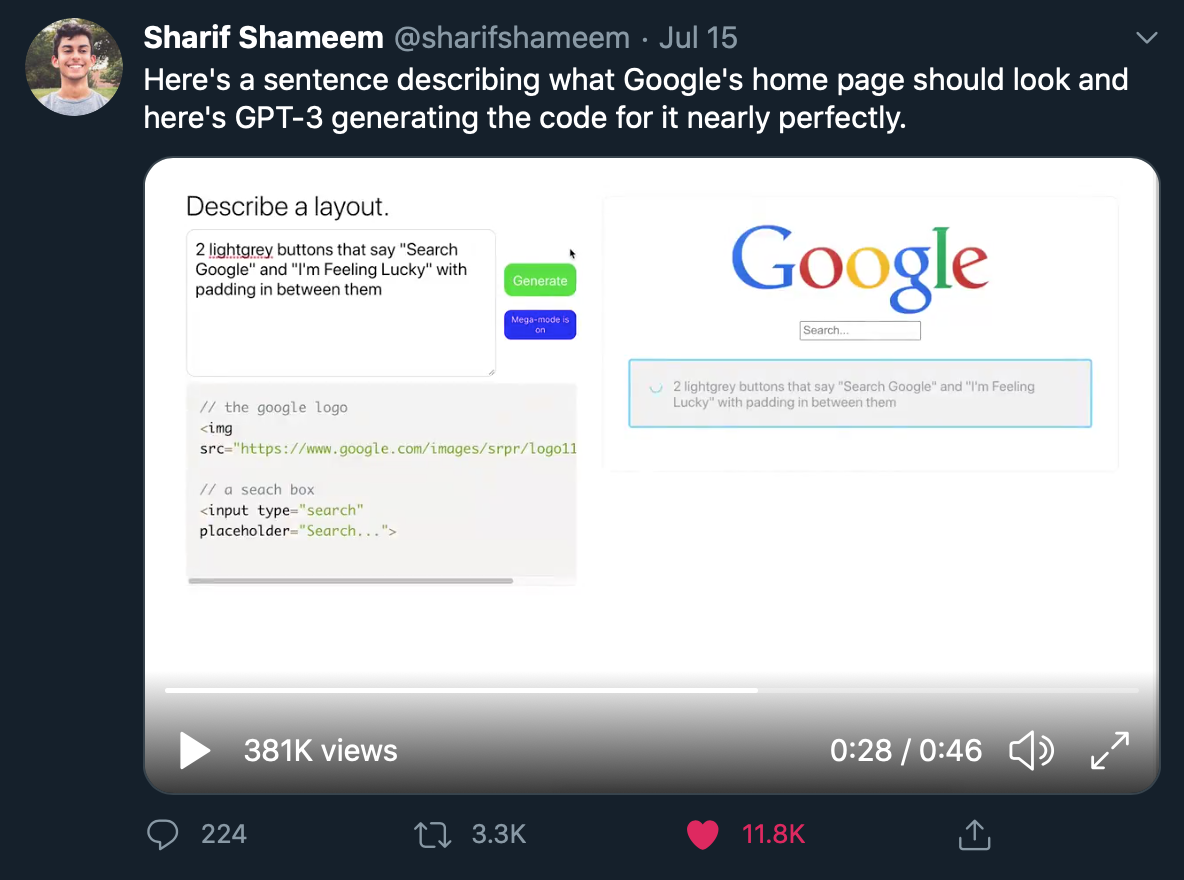 Sharif Shameem @sharifshameem · Jul 15
Here's a sentence describing what Google's home page should look and
here's GPT-3 generating the code for it nearly perfectly.
Describe a layout.
2 lightgrey buttons that say "Search
Google" and "I'm Feeling Lucky" with
padding in between them
Generate
Mega-mode is
on
// the google logo
<img
src="https://www.google.com/images/srpr/logo11
// a seach box
<input type="search"
placeholder="Search...">
Google
Search...
2 lightgrey buttons that say "Search Google" and "I'm Feeling
Lucky" with padding in between them
381K views
0:28 / 0:46
224
3.3K
11.8K